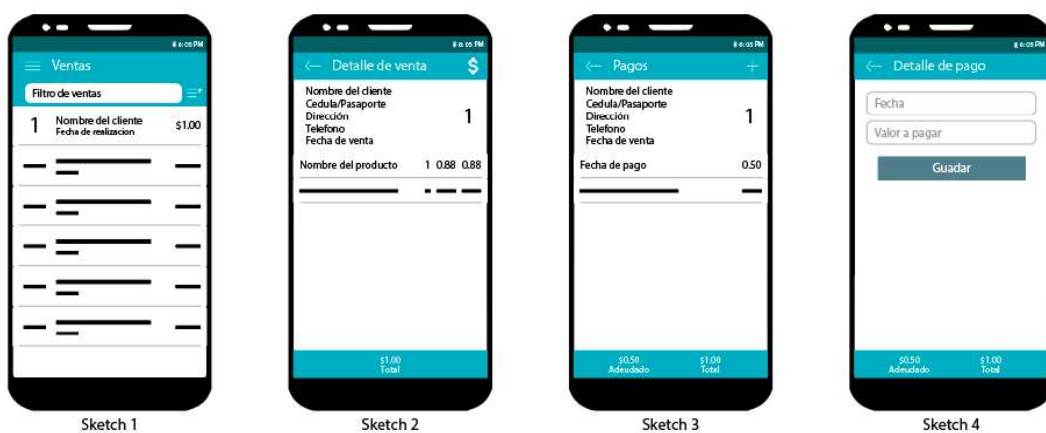 6:05 PM
Ventas
Filtro de ventas
1
Nombre del cliente
Fecha de realizacion
$1.00
Sketch 1
6:05 PM
Detalle de venta
$
Nombre del cliente
Cedula/Pasaporte
Dirección
Telefono
Fecha de venta
1
Nombre del producto 1 0.88 0.88
$1.00
Total
Sketch 2
6:05 PM
Pagos
+
Nombre del cliente
Cedula/Pasaporte
Dirección
Telefono
Fecha de venta
1
Fecha de pago 0.50
$0.50 $1.00
Adeudado Total
Sketch 3
6:05 PM
Detalle de pago
Fecha
Valor a pagar
Guadar
$0.50 $1.00
Adeudado Total
Sketch 4